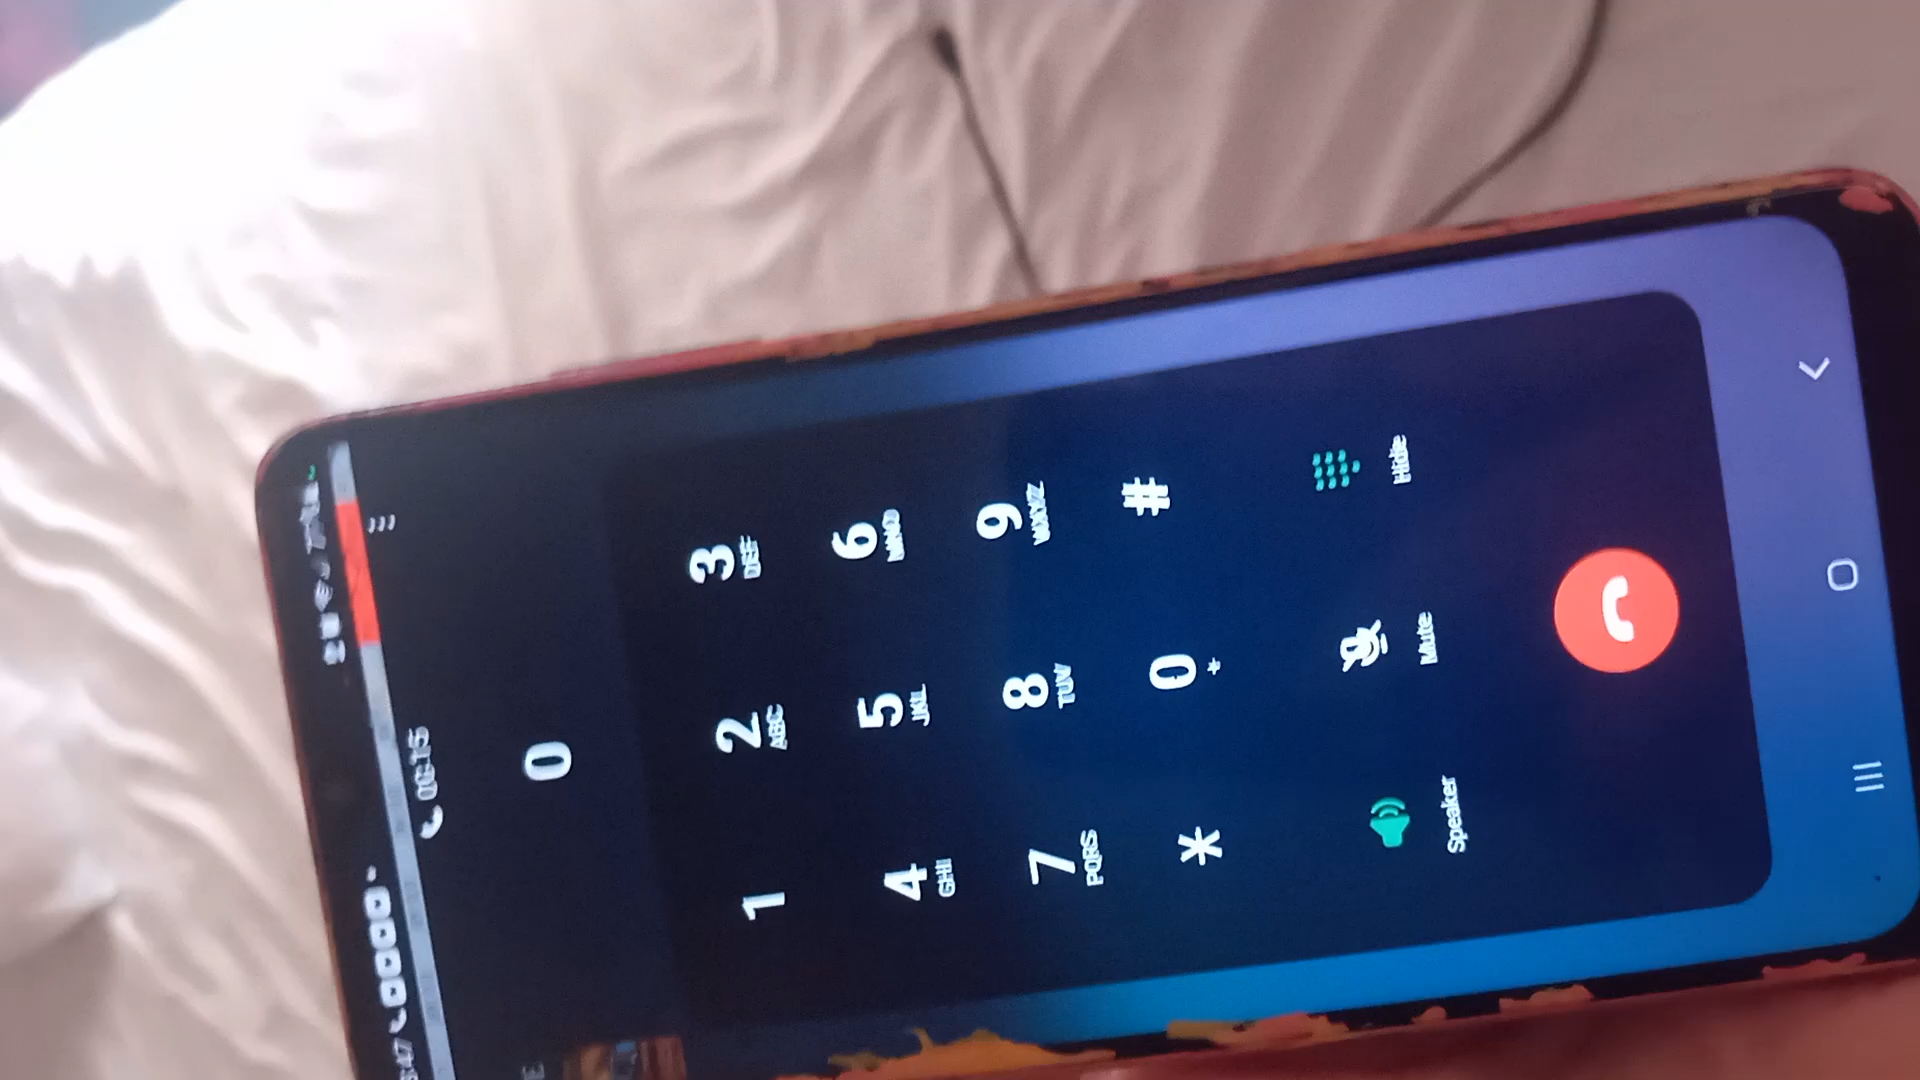 00:15
0
1 2 3
ABC DEF
4 5 6
GHI JKL MNO
7 8 9
PQRS TUV WXYZ
* 0 #
+
Speaker Mute Hide